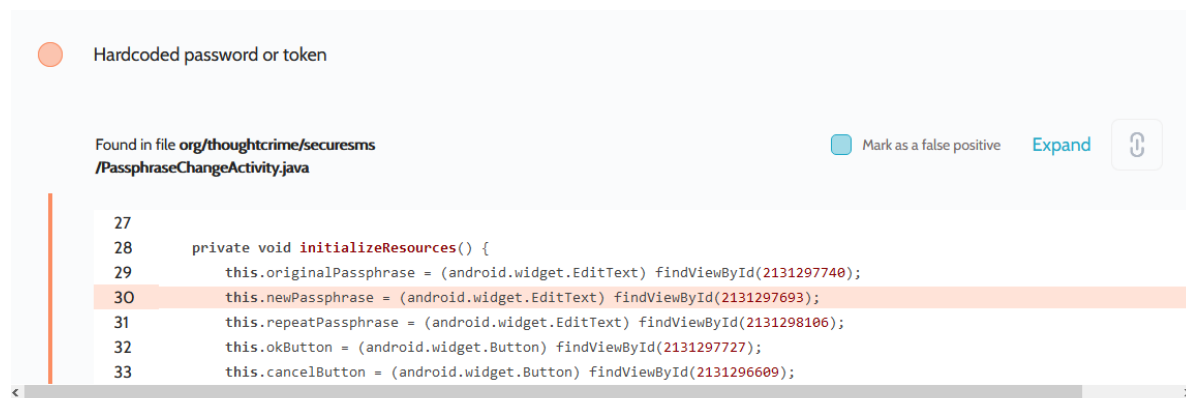 Hardcoded password or token
Found in file org/thoughtcrime/securesms
/PassphraseChangeActivity.java
Mark as a false positive
Expand
27
28 private void initializeResources() {
29 this.originalPassphrase = (android.widget.EditText) findViewById(2131297740);
30 this.newPassphrase = (android.widget.EditText) findViewById(2131297693);
31 this.repeatPassphrase = (android.widget.EditText) findViewById(2131298106);
32 this.okButton = (android.widget.Button) findViewById(2131297727);
33 this.cancelButton = (android.widget.Button) findViewById(2131296609);